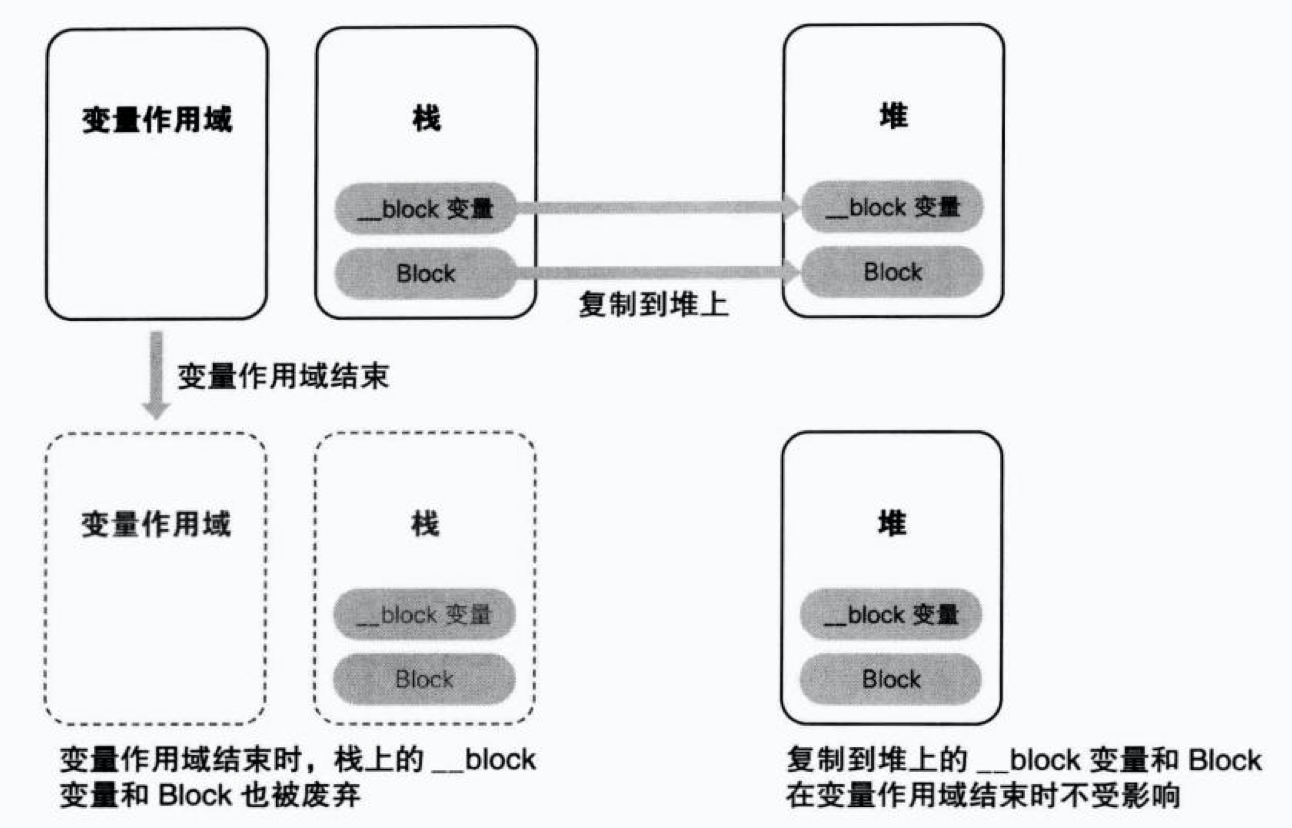 变量作用域
栈
堆
__block 变量
__block 变量
Block
Block
复制到堆上
变量作用域结束
变量作用域
栈
堆
__block 变量
__block 变量
Block
Block
变量作用域结束时，栈上的 __block
变量和 Block 也被废弃
复制到堆上的 __block 变量和 Block
在变量作用域结束时不受影响